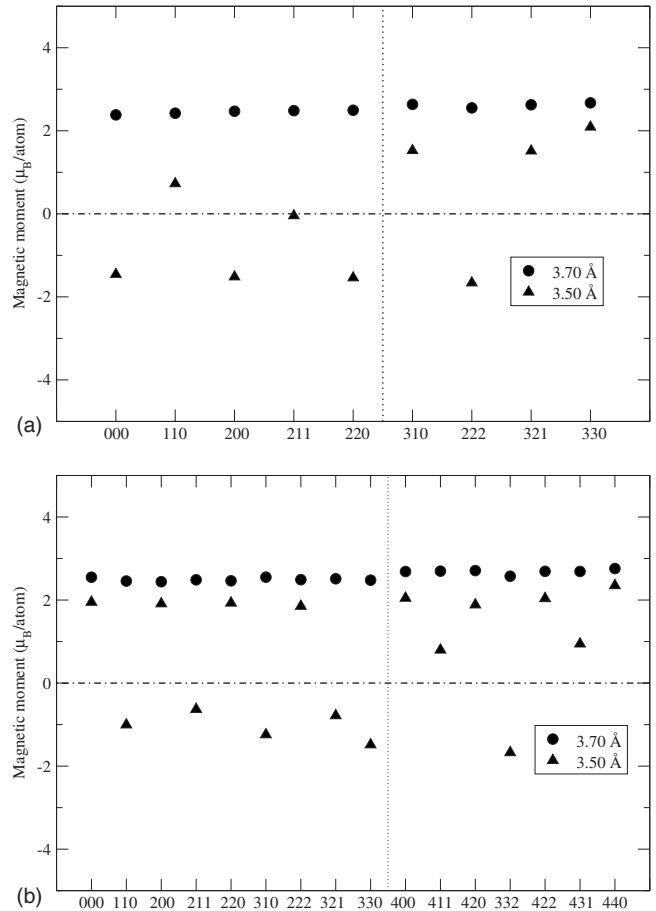 4
2
0
-2
-4
Magnetic moment (μB/atom)
3.70 Å
3.50 Å
(a)
000 110 200 211 220 310 222 321 330
4
2
0
-2
-4
Magnetic moment (μB/atom)
3.70 Å
3.50 Å
(b)
000 110 200 211 220 310 222 321 330 400 411 420 332 422 431 440